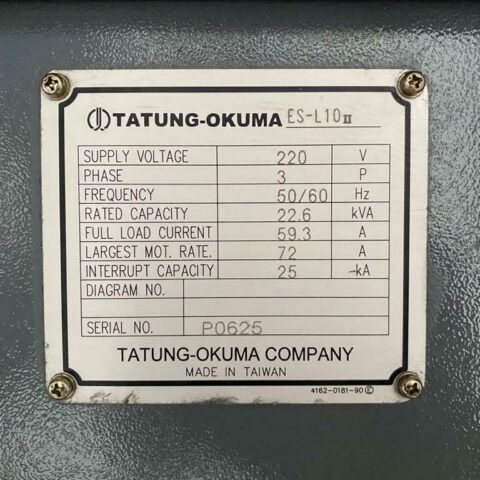 TATUNG-OKUMA ES-L10II
SUPPLY VOLTAGE 220 V
PHASE 3 P
FREQUENCY 50/60 Hz
RATED CAPACITY 22.6 kVA
FULL LOAD CURRENT 59.3 A
LARGEST MOT. RATE. 72 A
INTERRUPT CAPACITY 25 kA
DIAGRAM NO.
SERIAL NO. P0625
TATUNG-OKUMA COMPANY
MADE IN TAIWAN
4162-0181-90 Ⓔ